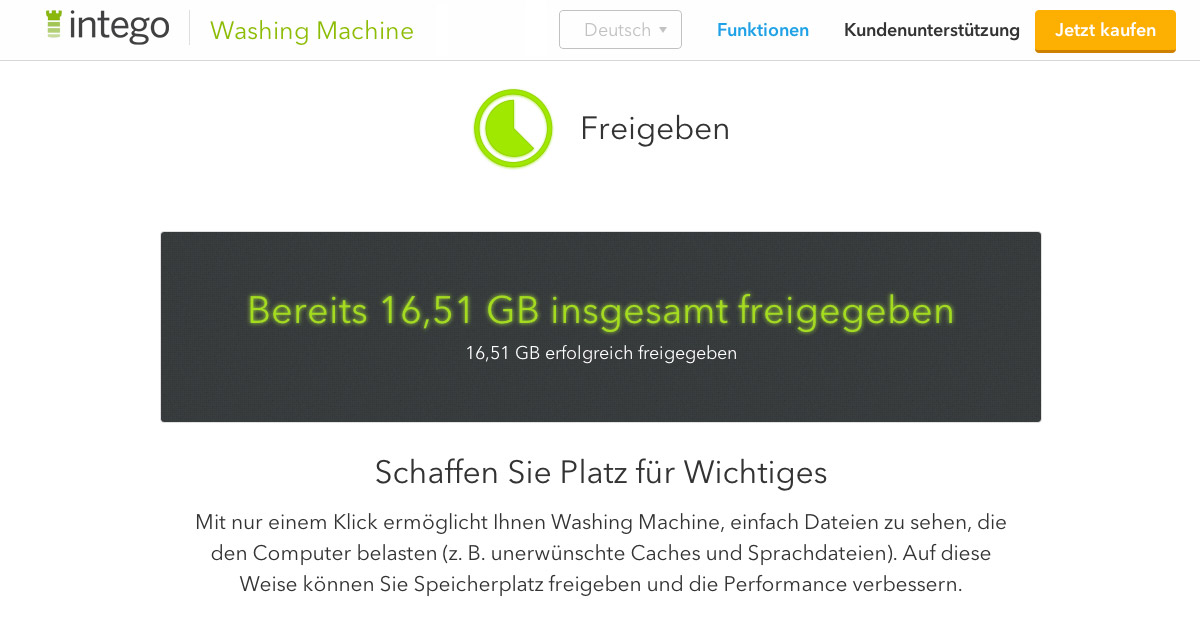 intego Washing Machine Deutsch Funktionen Kundenunterstützung Jetzt kaufen
Freigeben
Bereits 16,51 GB insgesamt freigegeben
16,51 GB erfolgreich freigegeben
Schaffen Sie Platz für Wichtiges
Mit nur einem Klick ermöglicht Ihnen Washing Machine, einfach Dateien zu sehen, die
den Computer belasten (z. B. unerwünschte Caches und Sprachdateien). Auf diese
Weise können Sie Speicherplatz freigeben und die Performance verbessern.